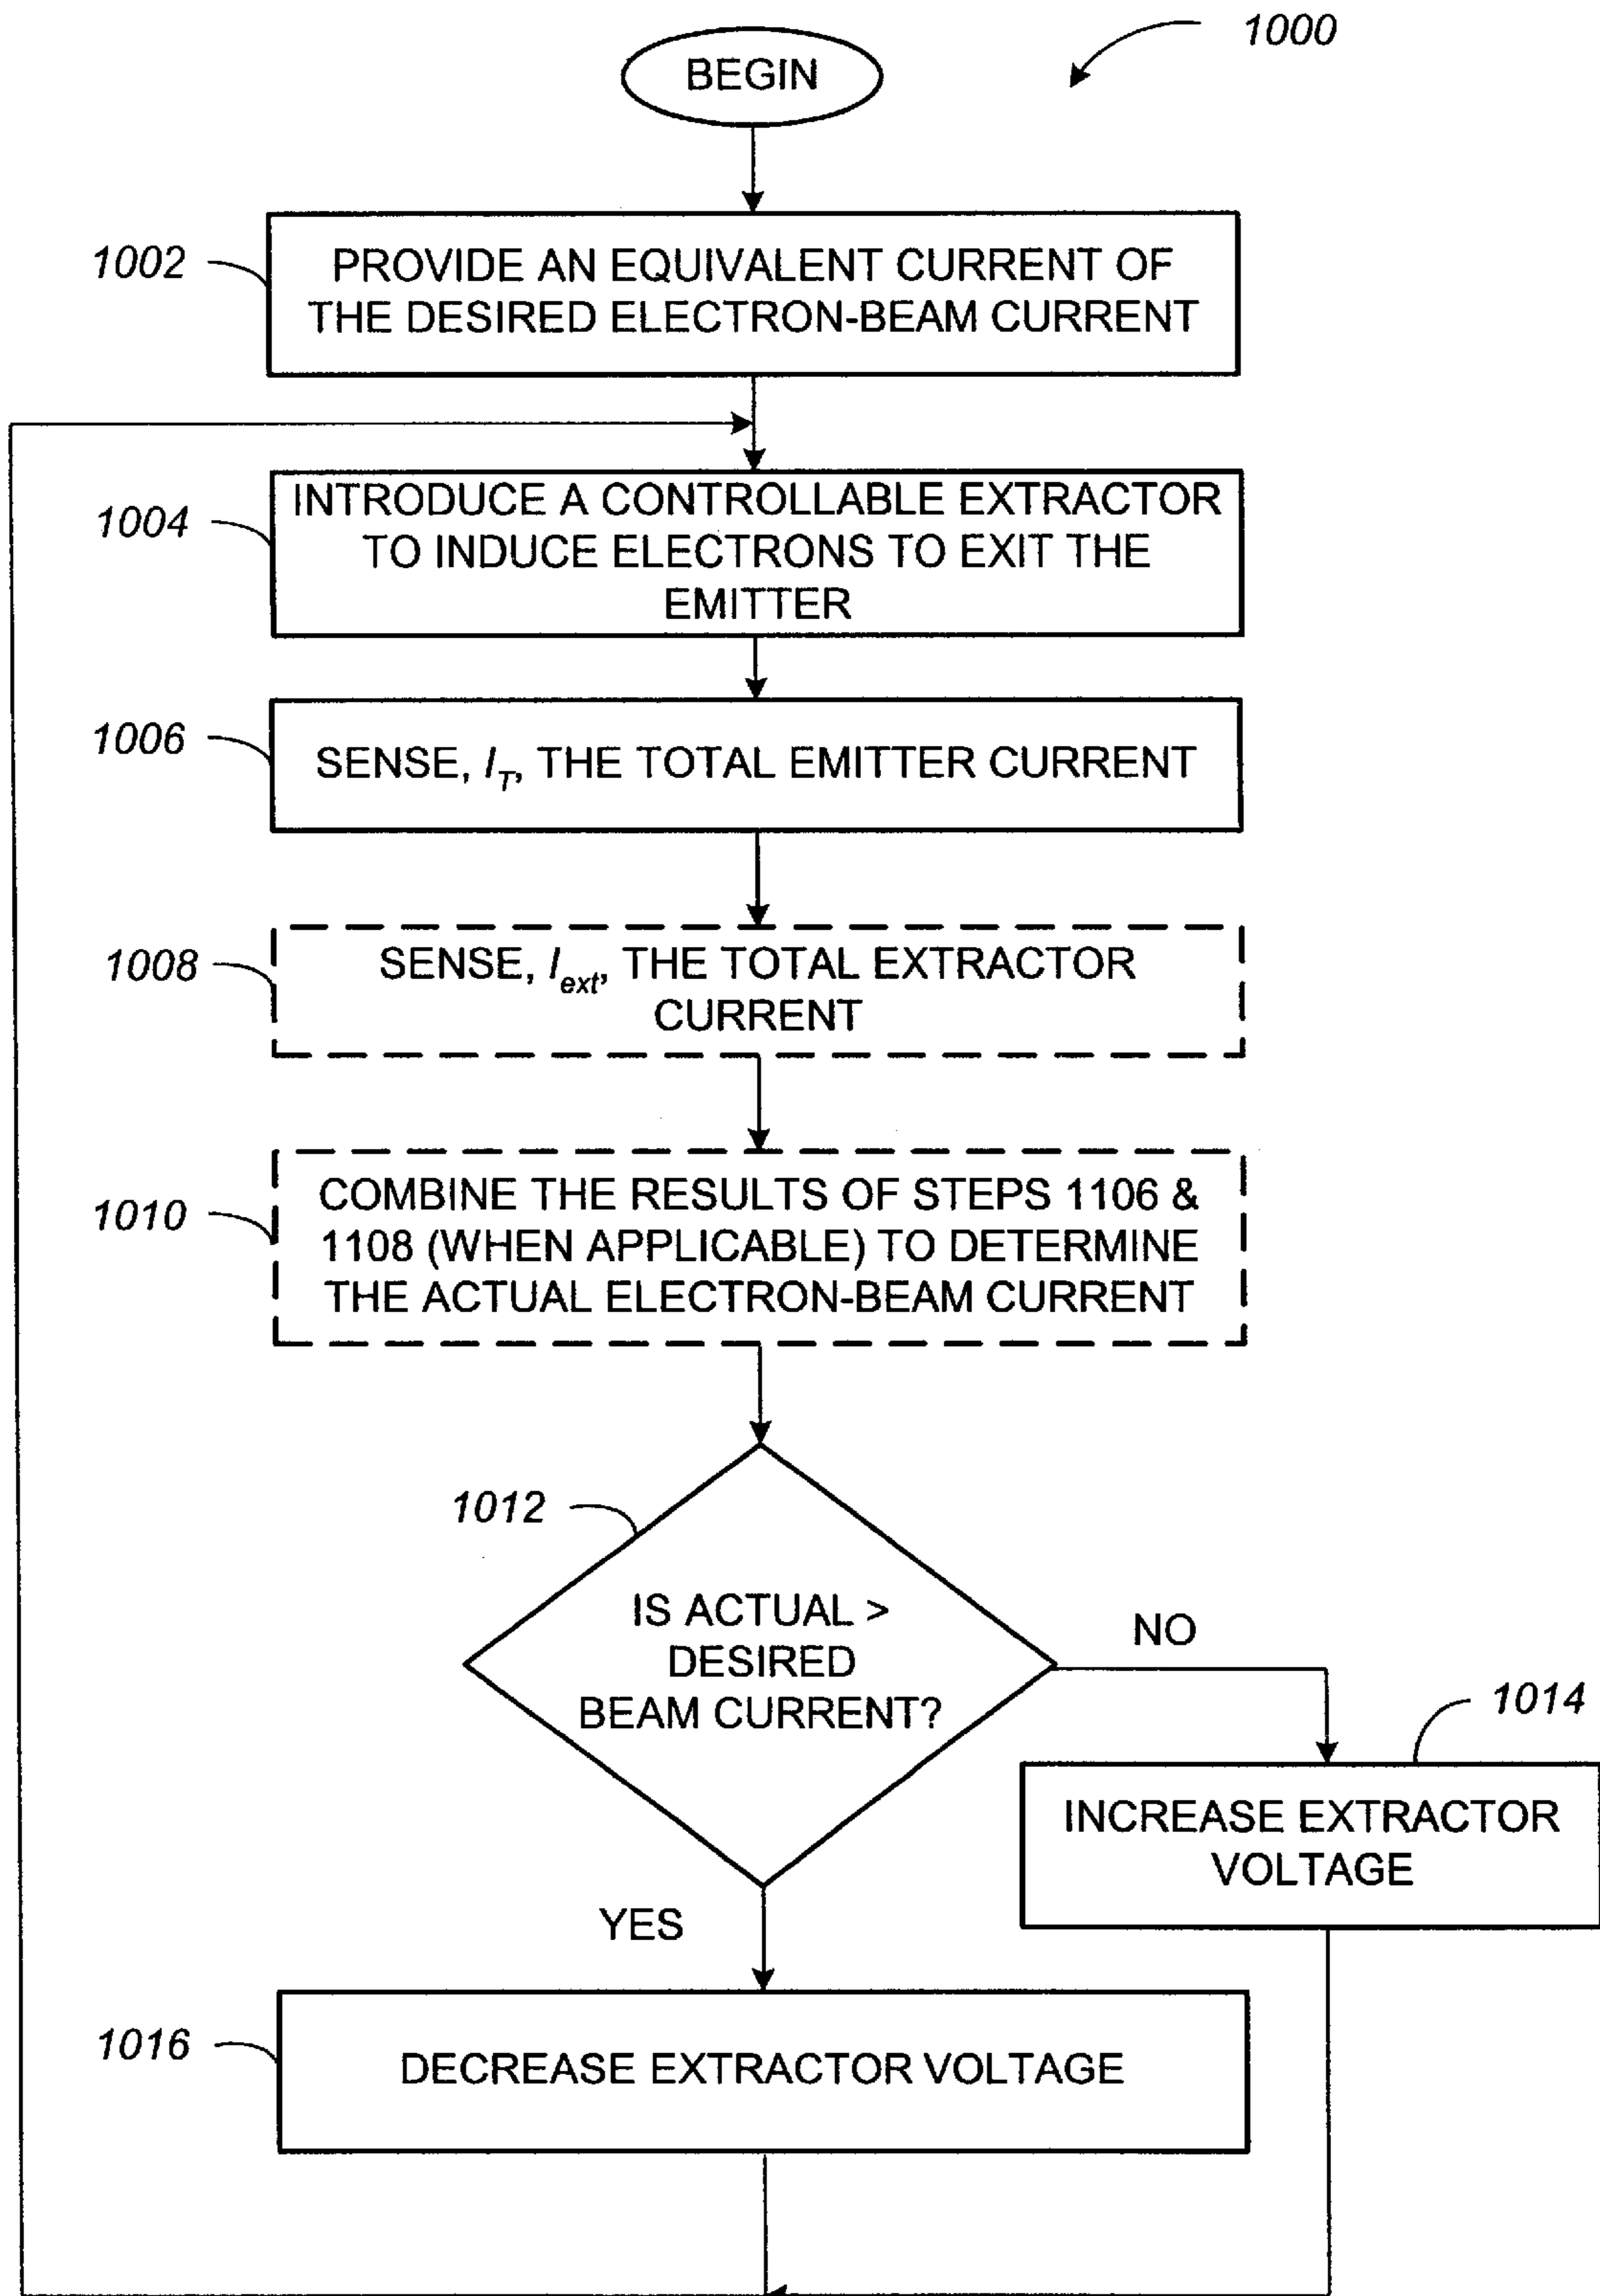 1000
BEGIN
1002
PROVIDE AN EQUIVALENT CURRENT OF
THE DESIRED ELECTRON-BEAM CURRENT
1004
INTRODUCE A CONTROLLABLE EXTRACTOR
TO INDUCE ELECTRONS TO EXIT THE
EMITTER
1006
SENSE, I_T, THE TOTAL EMITTER CURRENT
1008
SENSE, I_ext, THE TOTAL EXTRACTOR
CURRENT
1010
COMBINE THE RESULTS OF STEPS 1106 &
1108 (WHEN APPLICABLE) TO DETERMINE
THE ACTUAL ELECTRON-BEAM CURRENT
1012
IS ACTUAL >
DESIRED
BEAM CURRENT?
NO
1014
INCREASE EXTRACTOR
VOLTAGE
YES
1016
DECREASE EXTRACTOR VOLTAGE